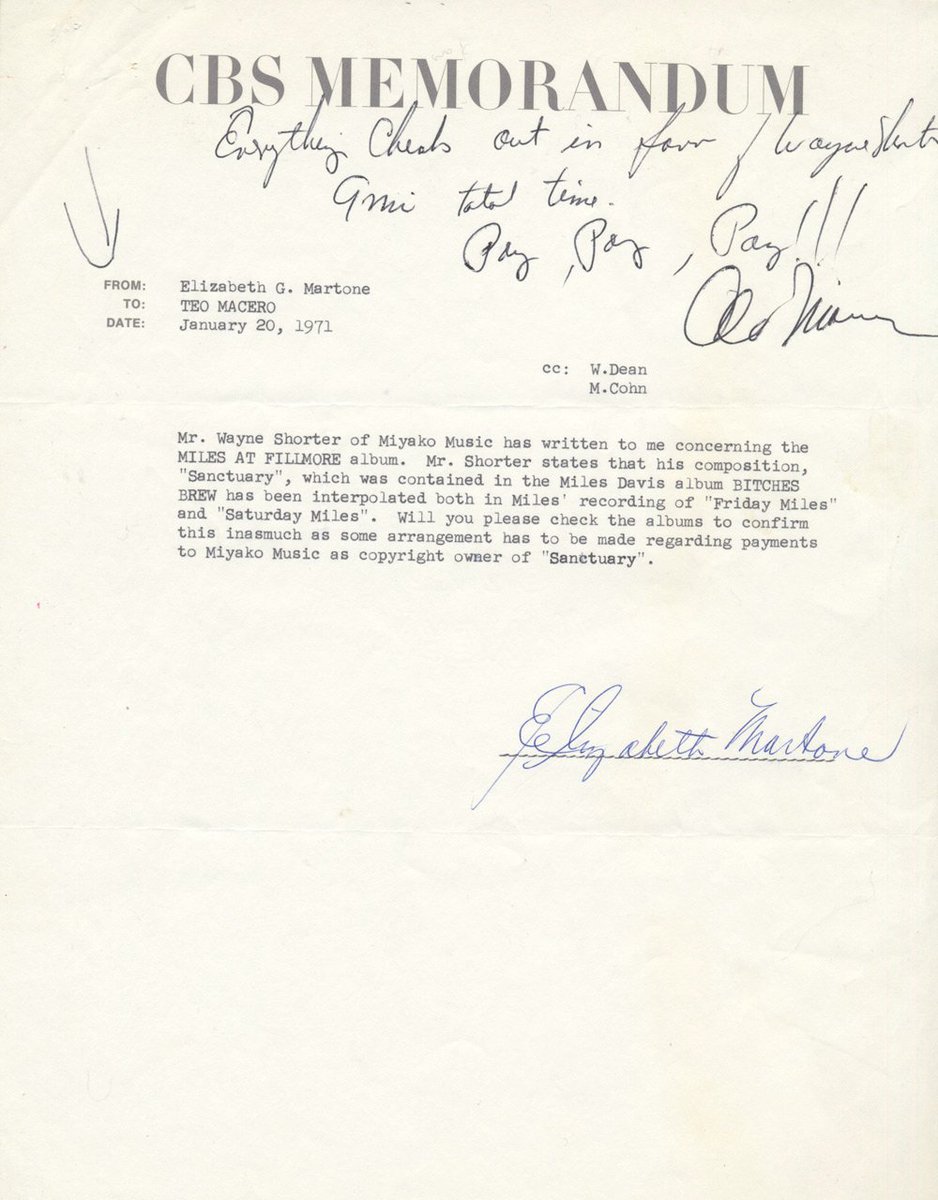 CBS MEMORANDUM
Everything Checks out in favor of Wayne Shorter
9 mi total time.
Pay, Pay, Pay!!!
Teo Macero
FROM: Elizabeth G. Martone
TO: TEO MACERO
DATE: January 20, 1971
cc: W.Dean
M.Cohn
Mr. Wayne Shorter of Miyako Music has written to me concerning the
MILES AT FILLMORE album. Mr. Shorter states that his composition,
"Sanctuary", which was contained in the Miles Davis album BITCHES
BREW has been interpolated both in Miles' recording of "Friday Miles"
and "Saturday Miles". Will you please check the albums to confirm
this inasmuch as some arrangement has to be made regarding payments
to Miyako Music as copyright owner of "Sanctuary".
Elizabeth Martone